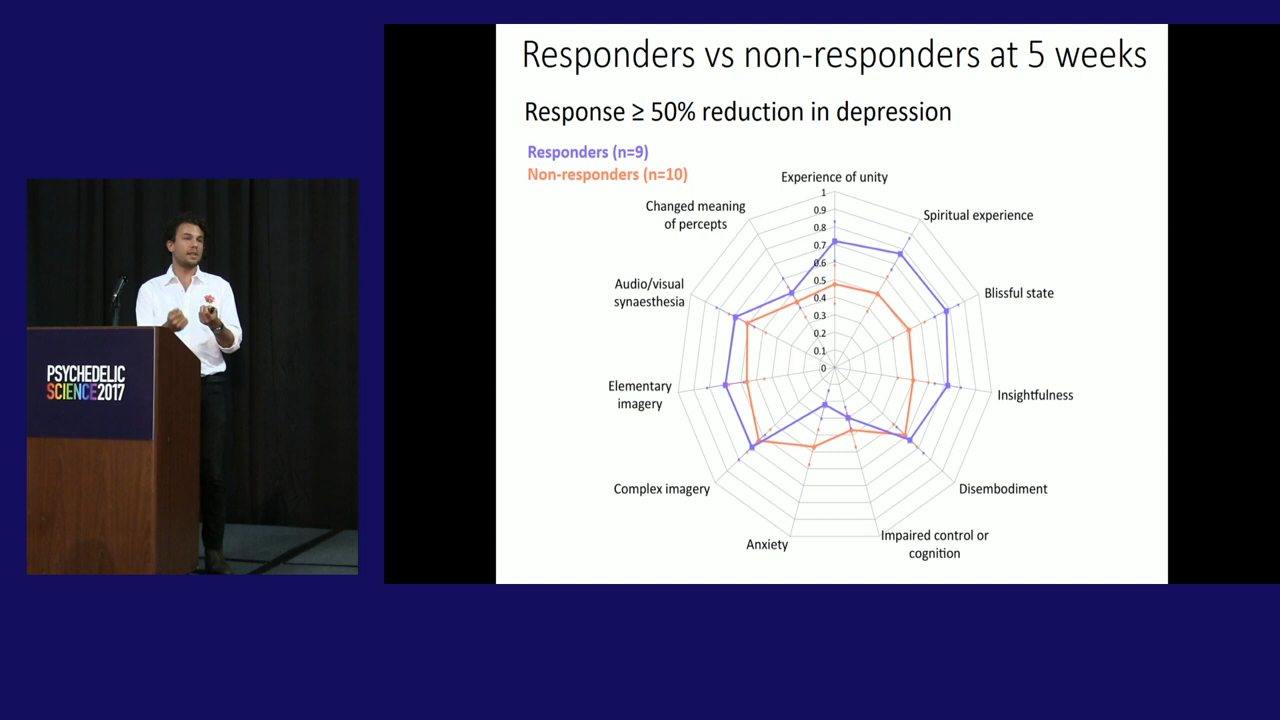 Responders vs non-responders at 5 weeks
Response ≥ 50% reduction in depression
Responders (n=9)
Non-responders (n=10)
Experience of unity
Spiritual experience
Blissful state
Insightfulness
Disembodiment
Impaired control or
cognition
Anxiety
Complex imagery
Elementary
imagery
Audio/visual
synaesthesia
Changed meaning
of percepts
1
0.9
0.8
0.7
0.6
0.5
0.4
0.3
0.2
0.1
0
PSYCHEDELIC
SCIENCE2017